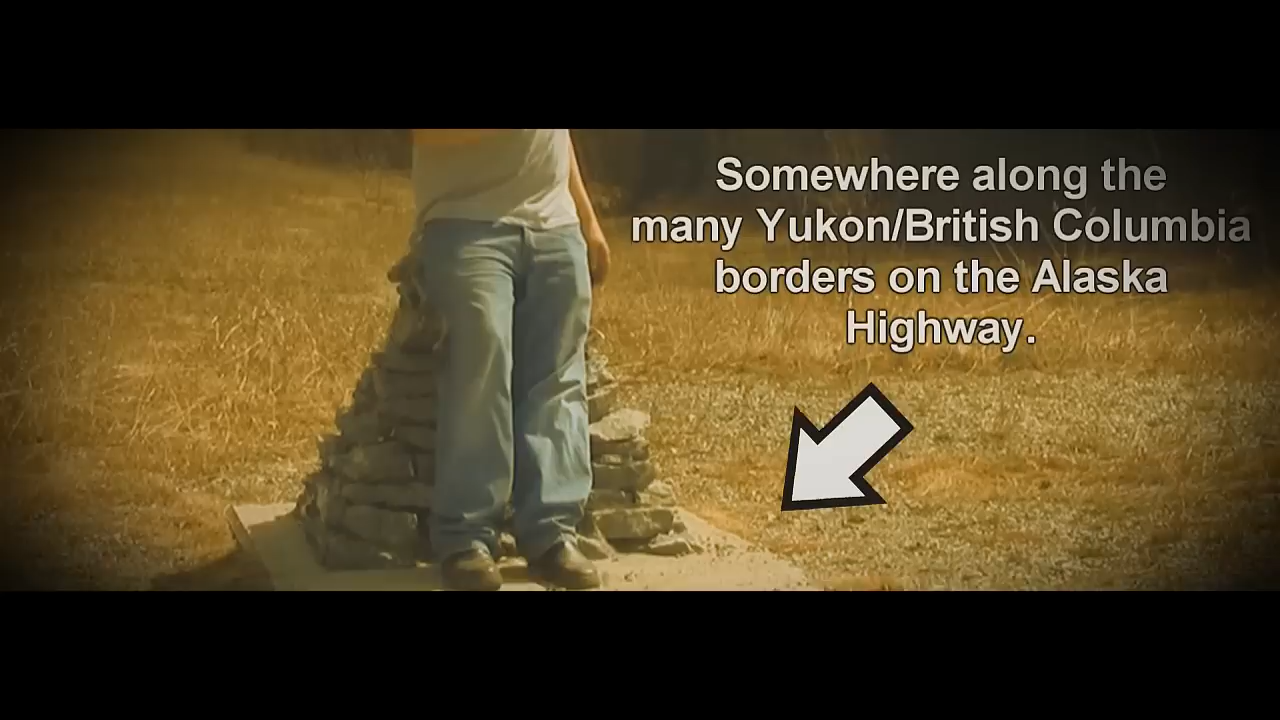 Somewhere along the
many Yukon/British Columbia
borders on the Alaska
Highway.